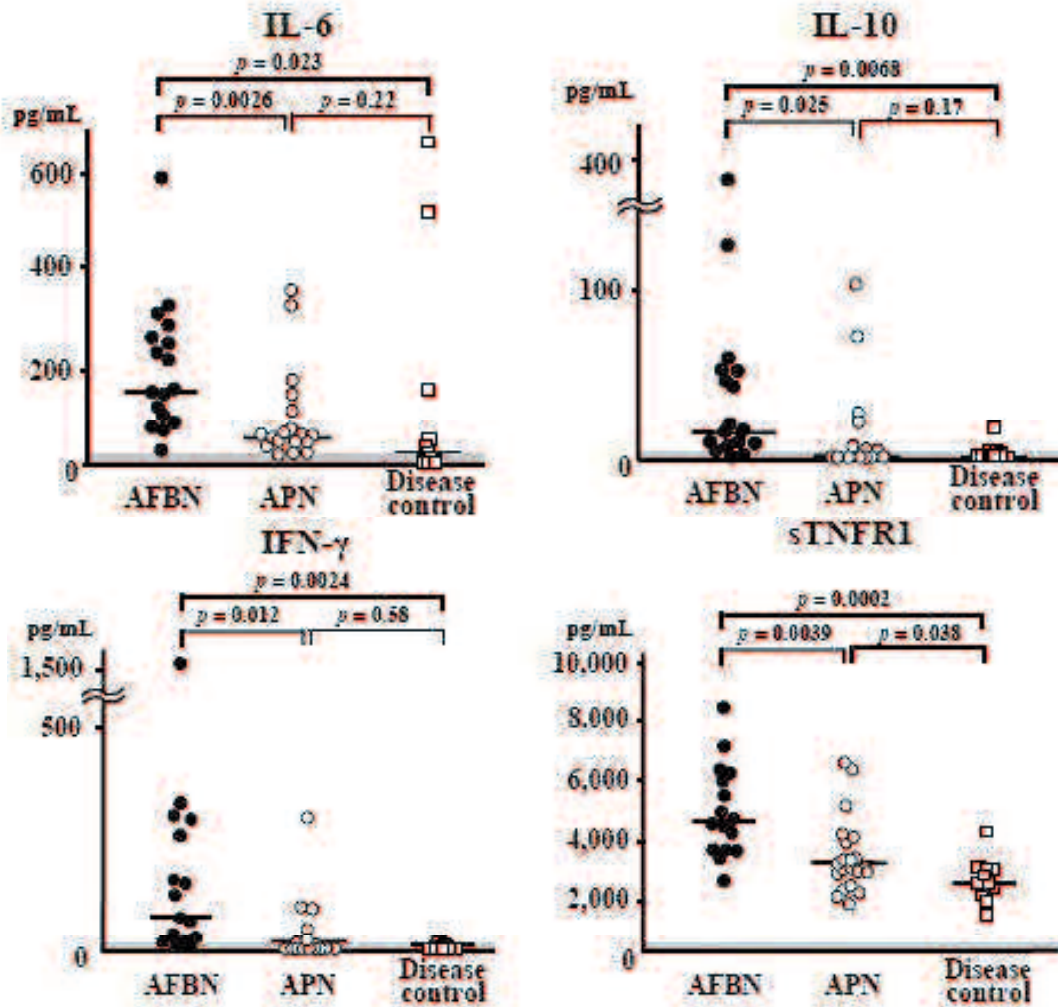 IL-6
p = 0.023
p = 0.0026
p = 0.22
pg/mL
600
400
200
0
AFBN
APN
Disease
control
IL-10
p = 0.0068
p = 0.025
p = 0.17
pg/mL
400
100
0
AFBN
APN
Disease
control
IFN-γ
p = 0.0024
p = 0.012
p = 0.58
pg/mL
1,500
500
0
AFBN
APN
Disease
control
sTNFR1
p = 0.0002
p = 0.0039
p = 0.038
pg/mL
10,000
8,000
6,000
4,000
2,000
0
AFBN
APN
Disease
control